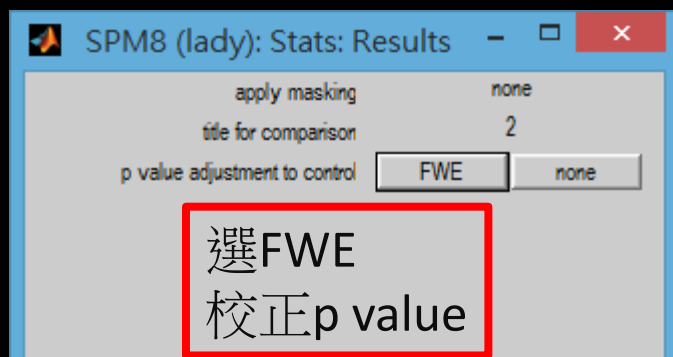 SPM8 (lady): Stats: Results
apply masking none
title for comparison 2
p value adjustment to control FWE none
選FWE
校正p value